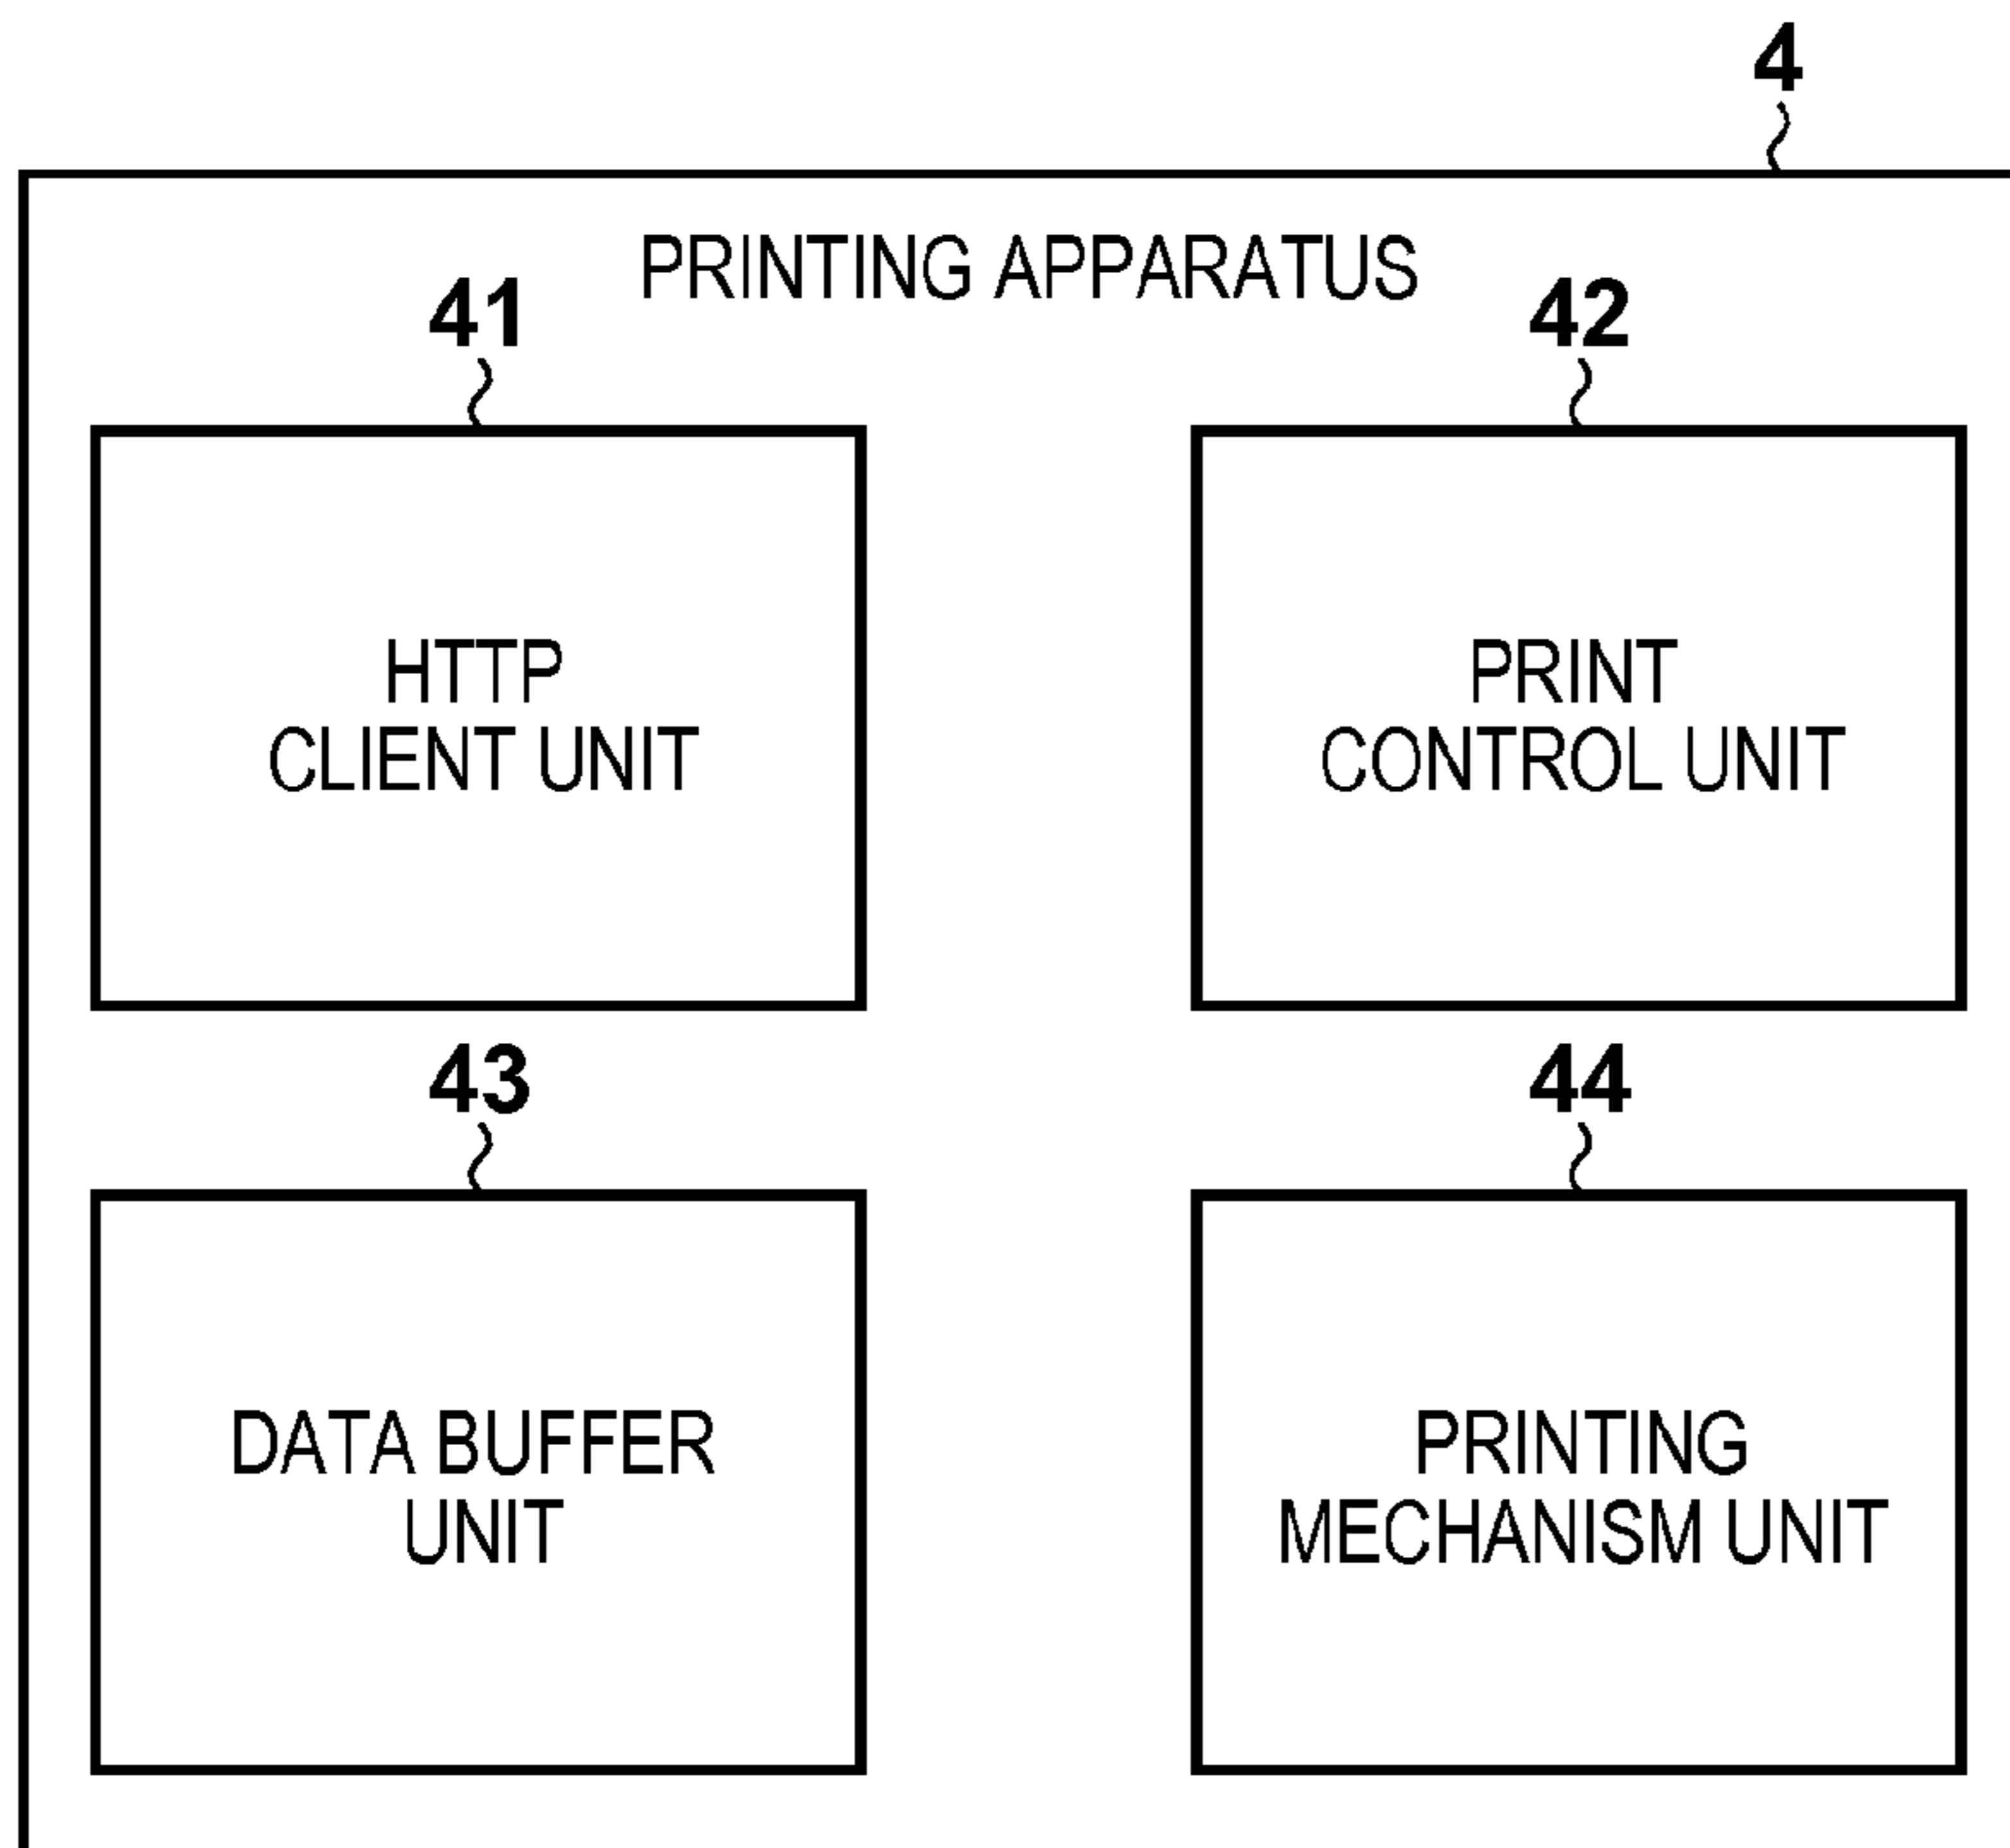 4
PRINTING APPARATUS
41
42
HTTP
CLIENT UNIT
PRINT
CONTROL UNIT
43
44
DATA BUFFER
UNIT
PRINTING
MECHANISM UNIT